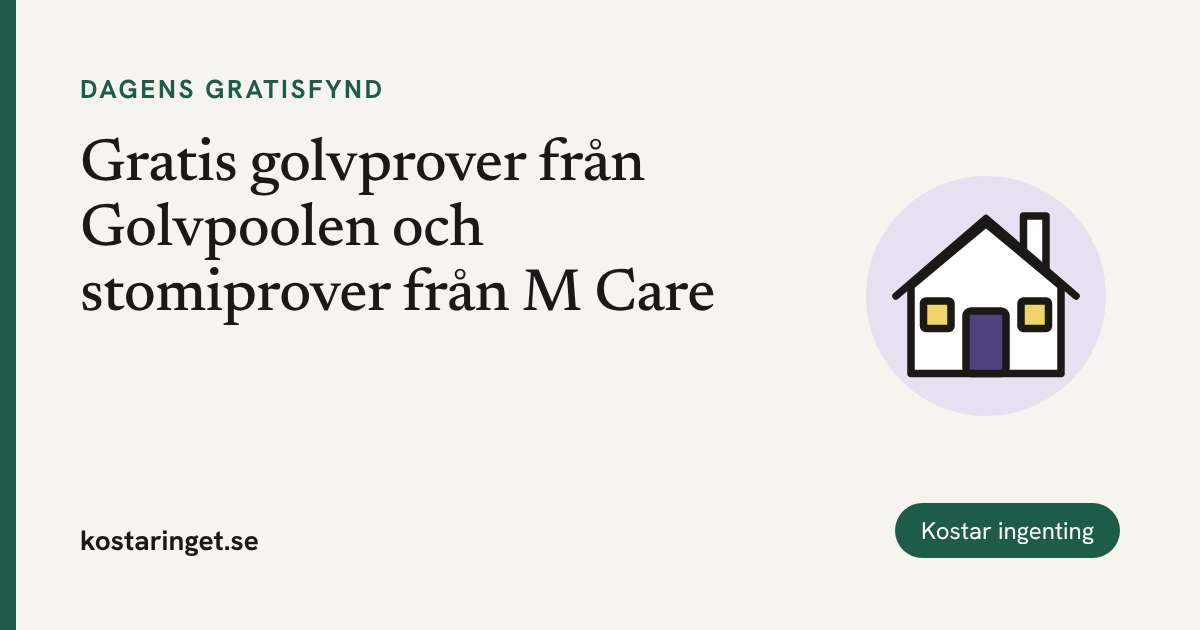 DAGENS GRATISFYND
Gratis golvprover från
Golvpoolen och
stomiprover från M Care
kostaringet.se
Kostar ingenting